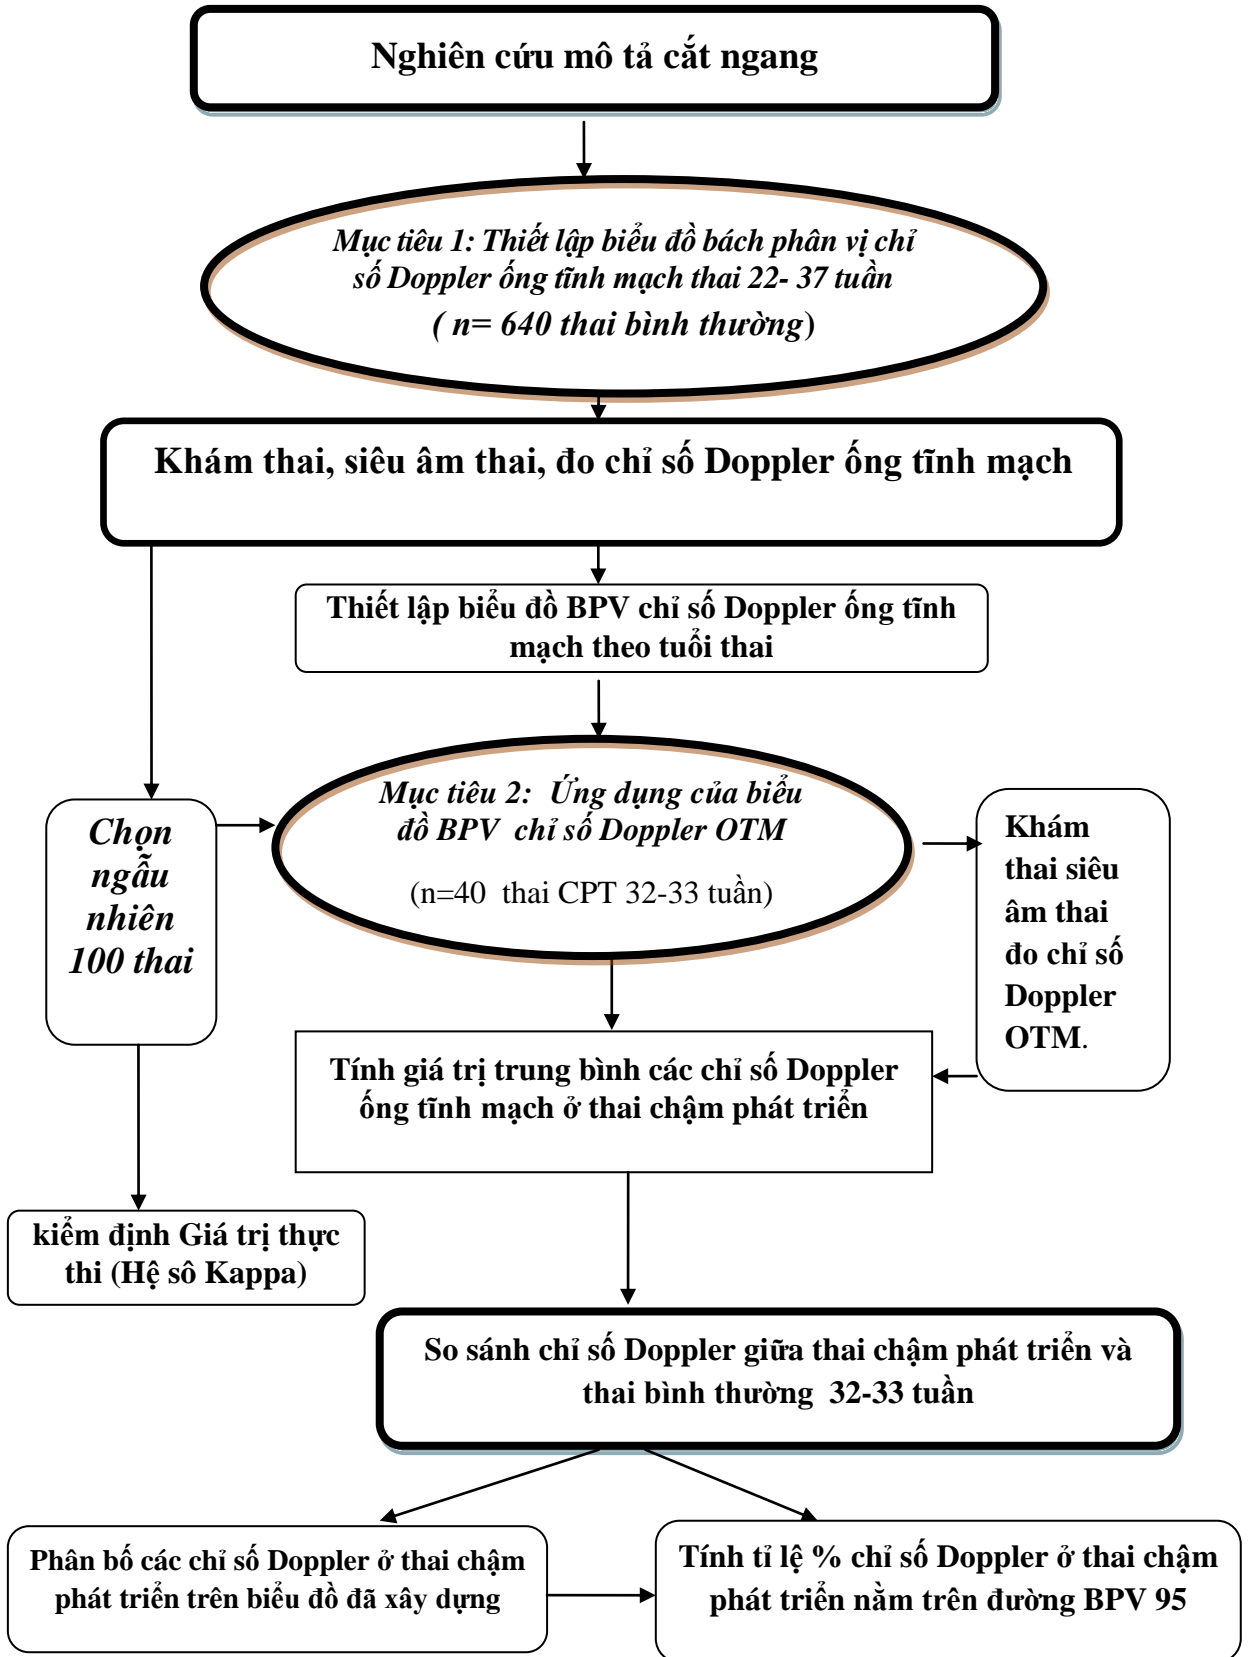 Nghiên cứu mô tả cắt ngang
Mục tiêu 1: Thiết lập biểu đồ bách phân vị chỉ
số Doppler ống tĩnh mạch thai 22- 37 tuần
( n= 640 thai bình thường)
Khám thai, siêu âm thai, đo chỉ số Doppler ống tĩnh mạch
Thiết lập biểu đồ BPV chỉ số Doppler ống tĩnh
mạch theo tuổi thai
Mục tiêu 2: Ứng dụng của biểu
đồ BPV chỉ số Doppler OTM
(n=40 thai CPT 32-33 tuần)
Chọn
ngẫu
nhiên
100 thai
Khám
thai siêu
âm thai
đo chỉ số
Doppler
OTM.
Tính giá trị trung bình các chỉ số Doppler
ống tĩnh mạch ở thai chậm phát triển
kiểm định Giá trị thực
thi (Hệ sô Kappa)
So sánh chỉ số Doppler giữa thai chậm phát triển và
thai bình thường 32-33 tuần
Phân bố các chỉ số Doppler ở thai chậm
phát triển trên biểu đồ đã xây dựng
Tính tỉ lệ % chỉ số Doppler ở thai chậm
phát triển nằm trên đường BPV 95